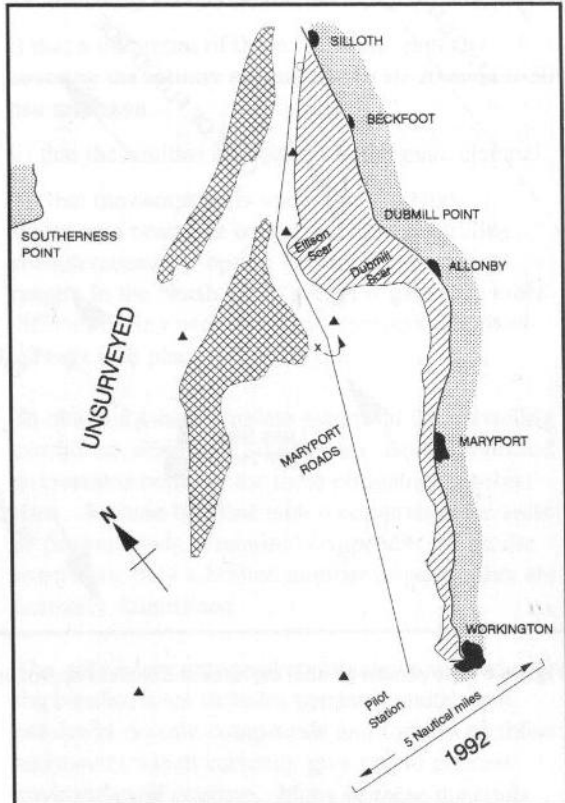 SILLOTH
BECKFOOT
DUBMILL POINT
SOUTHERNESS
POINT
Ellison
Scar
Dubmill
Scar
ALLONBY
UNSURVEYED
x
MARYPORT
ROADS
MARYPORT
N
WORKINGTON
Pilot
Station
5 Nautical miles
1992